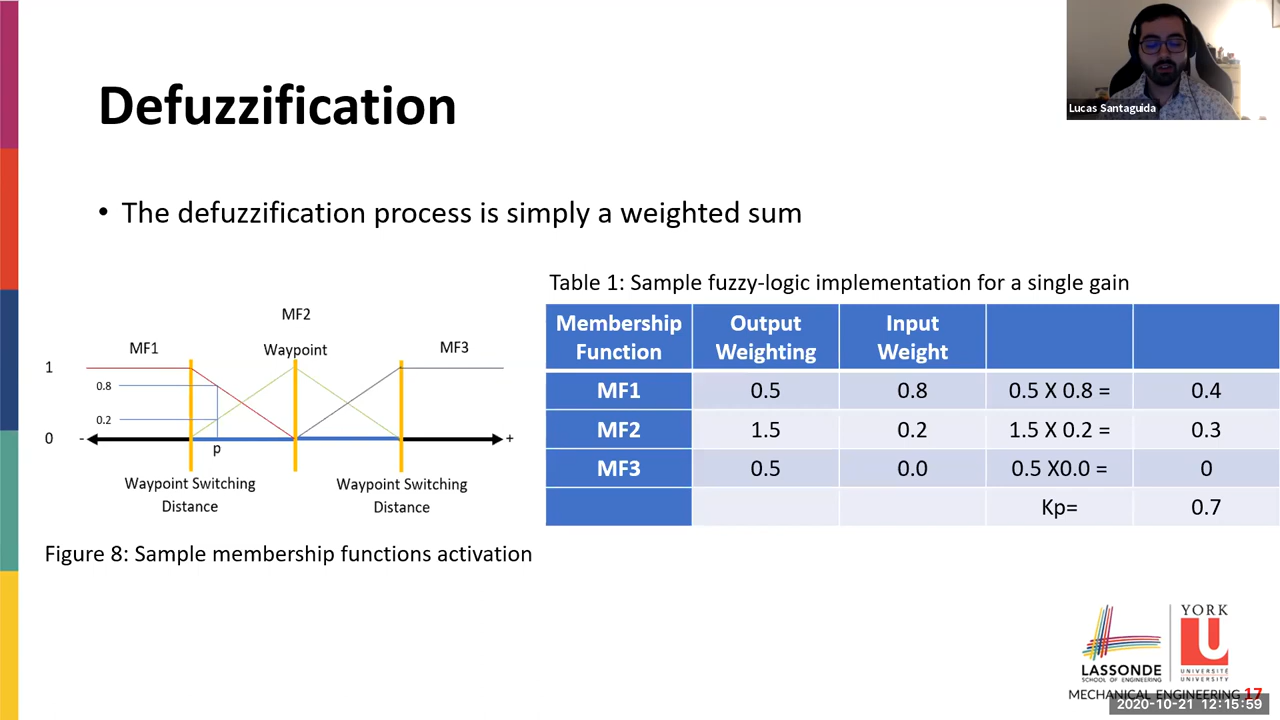 Lucas Santaguida
Defuzzification
• The defuzzification process is simply a weighted sum
MF2
MF1
Waypoint
MF3
1
0.8
0.2
0
-
+
p
Waypoint Switching
Distance
Waypoint Switching
Distance
Figure 8: Sample membership functions activation
Table 1: Sample fuzzy-logic implementation for a single gain
Membership Function Output Weighting Input Weight
MF1 0.5 0.8 0.5 X 0.8 = 0.4
MF2 1.5 0.2 1.5 X 0.2 = 0.3
MF3 0.5 0.0 0.5 X0.0 = 0
Kp= 0.7
LASSONDE
SCHOOL OF ENGINEERING
YORK
U
UNIVERSITÉ
UNIVERSITY
MECHANICAL ENGINEERING 17
2020-10-21 12:15:59